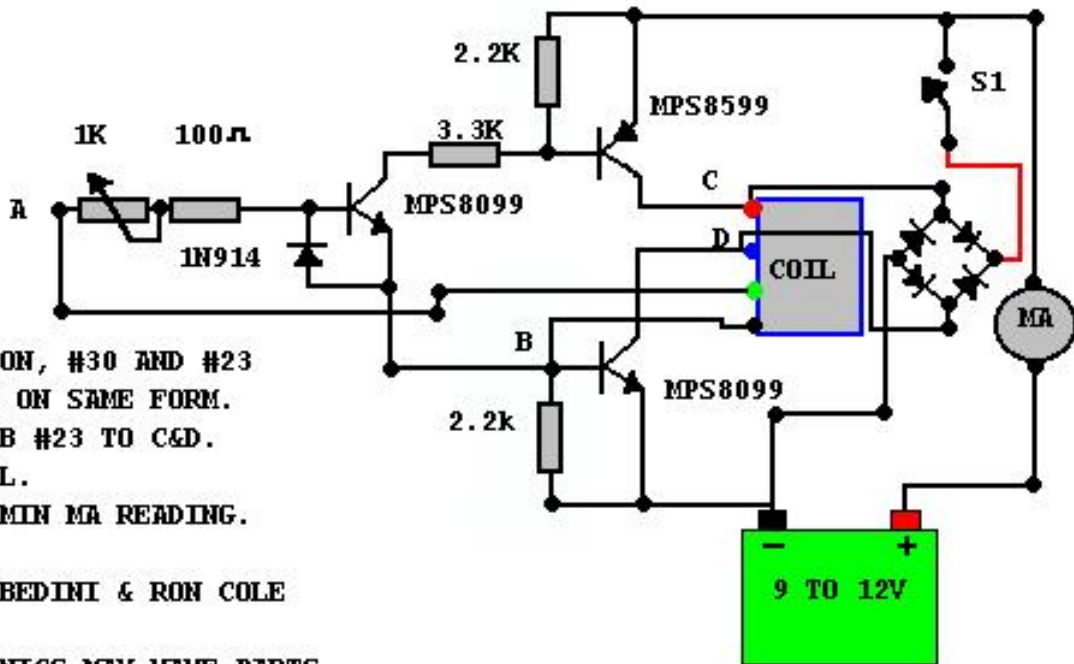 2.2K
MPS8599
S1
1K 100Ω
3.3K
A
MPS8099
C
1N914
D
COIL
MA
B
ON, #30 AND #23
ON SAME FORM.
MPS8099
B #23 TO C&D.
2.2k
L.
MIN MA READING.
- +
BEDINI & RON COLE
9 TO 12V